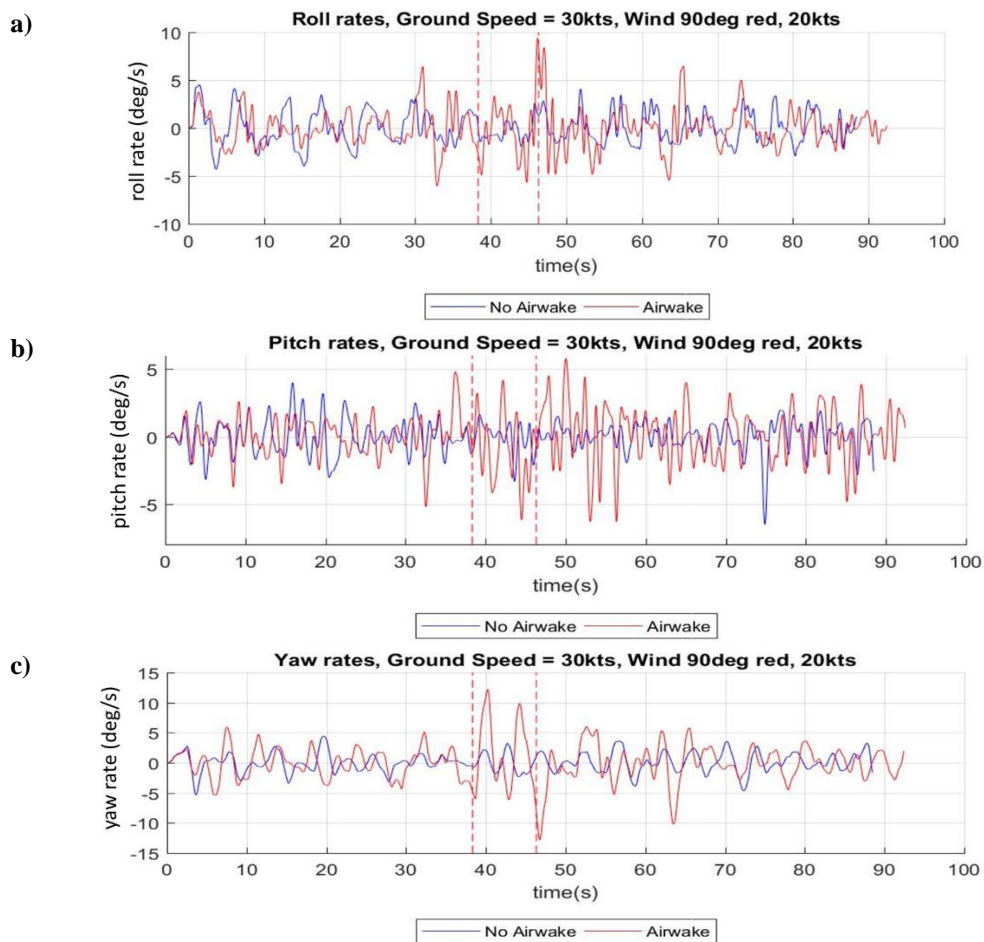 a)
Roll rates, Ground Speed = 30kts, Wind 90deg red, 20kts
roll rate (deg/s)
10
5
0
-5
-10
0 10 20 30 40 50 60 70 80 90 100
time(s)
No Airwake Airwake
b)
Pitch rates, Ground Speed = 30kts, Wind 90deg red, 20kts
pitch rate (deg/s)
5
0
-5
0 10 20 30 40 50 60 70 80 90 100
time(s)
No Airwake Airwake
c)
Yaw rates, Ground Speed = 30kts, Wind 90deg red, 20kts
yaw rate (deg/s)
15
10
5
0
-5
-10
-15
0 10 20 30 40 50 60 70 80 90 100
time(s)
No Airwake Airwake